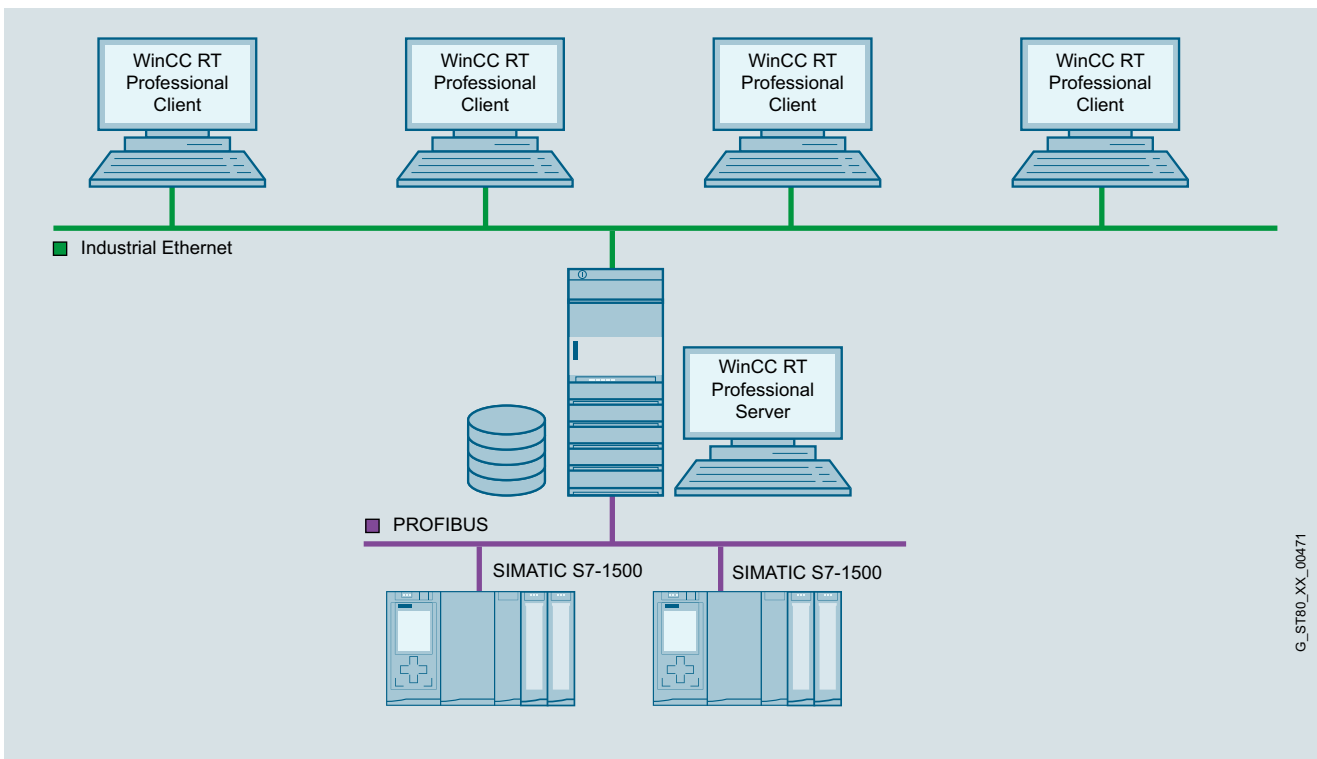 WinCC RT
Professional
Client
WinCC RT
Professional
Client
WinCC RT
Professional
Client
WinCC RT
Professional
Client
Industrial Ethernet
WinCC RT
Professional
Server
PROFIBUS
SIMATIC S7-1500
SIMATIC S7-1500
G_ST80_XX_00471